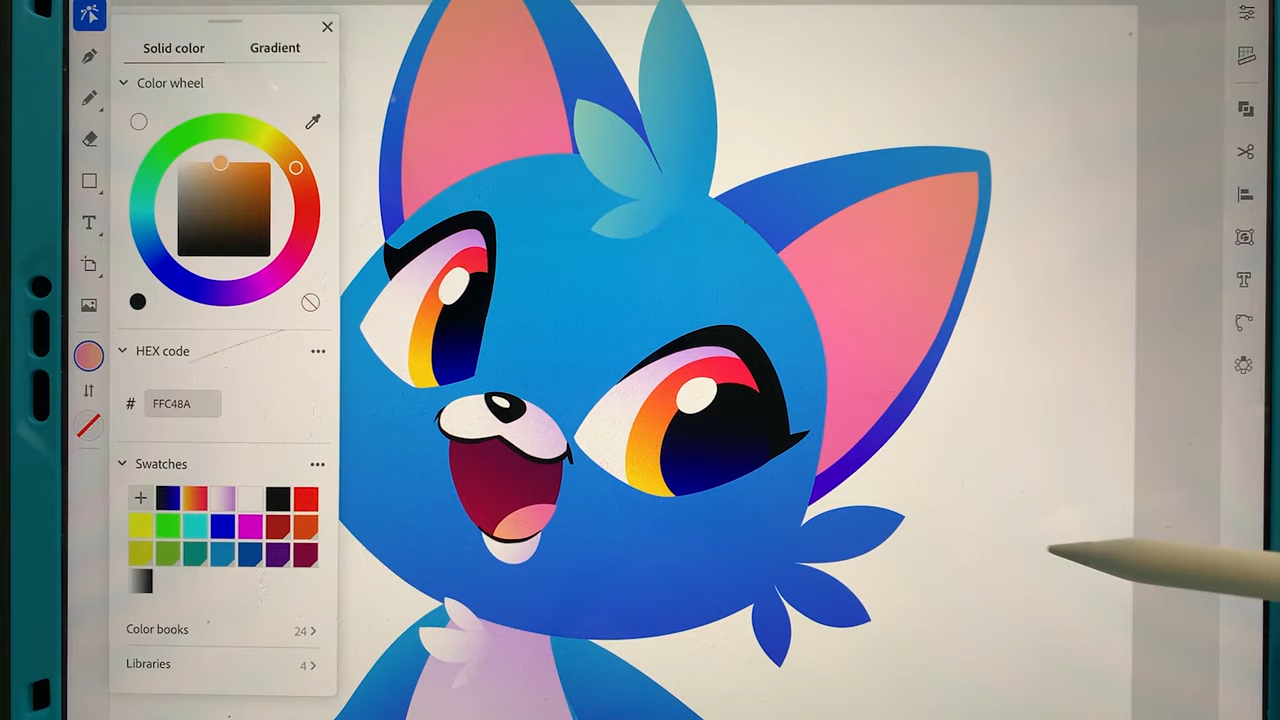 Solid color
Gradient
Color wheel
HEX code
# FFC48A
Swatches
Color books
24
Libraries
4